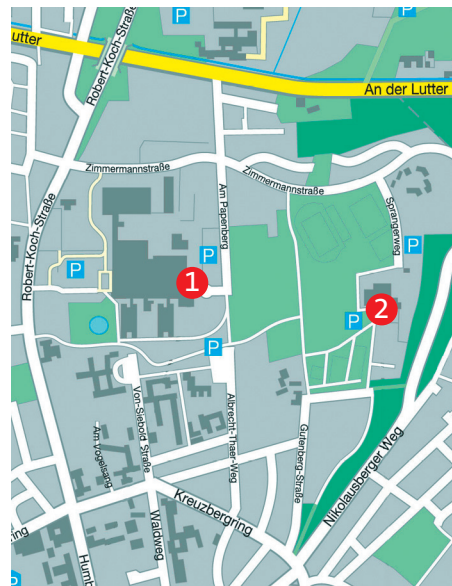 P
P
Lutter
An der Lutter
Robert-Koch-Straße
Zimmermannstraße
Zimmermannstraße
Am Papenberg
Sprangerweg
P
P
P
1
2
P
P
Robert-Koch-Straße
Von-Siebold Straße
Albrecht-Thaer-Weg
Gutenberg-Straße
Nikolausberger Weg
Am Vogelsang
Kreuzbergring
ring
Waldweg
Humb
P